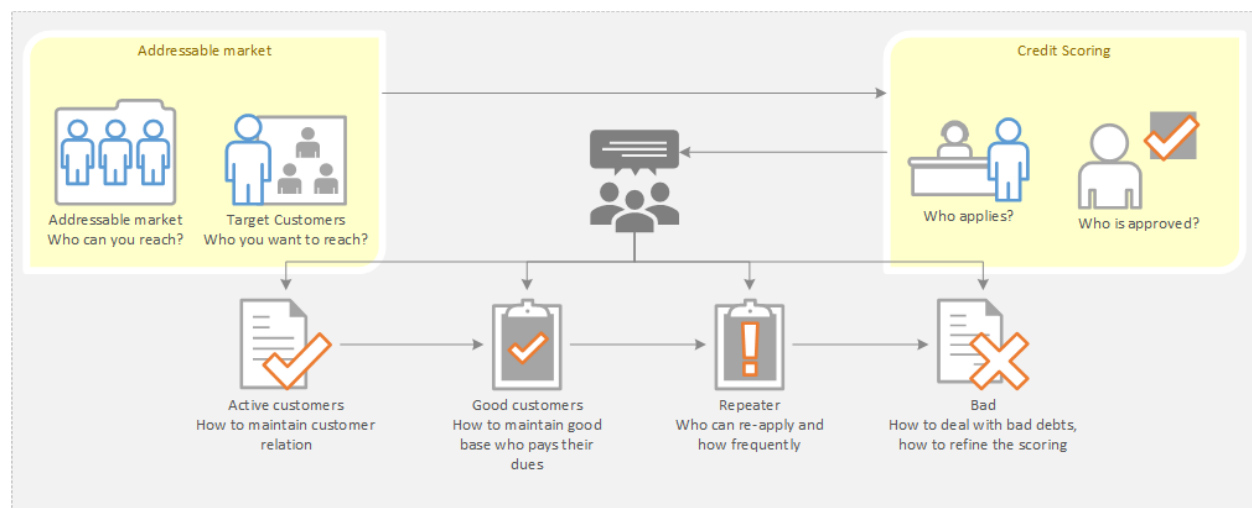 Addressable market
Credit Scoring
Addressable market
Who can you reach?
Target Customers
Who you want to reach?
Who applies?
Who is approved?
Active customers
How to maintain customer
relation
Good customers
How to maintain good
base who pays their
dues
Repeater
Who can re-apply and
how frequently
Bad
How to deal with bad debts,
how to refine the scoring